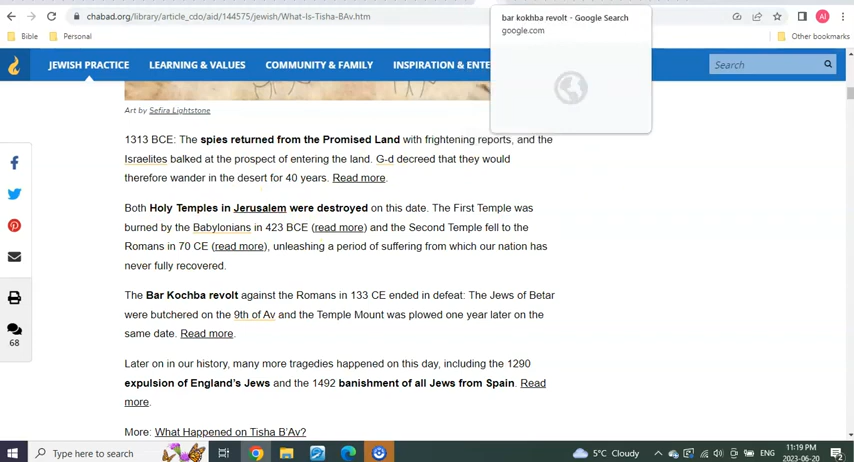 chabad.org/library/article_cdo/aid/144575/jewish/What-Is-Tisha-BAv.htm
bar kokhba revolt - Google Search
google.com
AI
Bible
Personal
Other bookmarks
JEWISH PRACTICE
LEARNING & VALUES
COMMUNITY & FAMILY
INSPIRATION & ENTE
Search
Art by Sefira Lightstone
1313 BCE: The spies returned from the Promised Land with frightening reports, and the
Israelites balked at the prospect of entering the land. G-d decreed that they would
therefore wander in the desert for 40 years. Read more.
Both Holy Temples in Jerusalem were destroyed on this date. The First Temple was
burned by the Babylonians in 423 BCE (read more) and the Second Temple fell to the
Romans in 70 CE (read more), unleashing a period of suffering from which our nation has
never fully recovered.
The Bar Kochba revolt against the Romans in 133 CE ended in defeat: The Jews of Betar
were butchered on the 9th of Av and the Temple Mount was plowed one year later on the
same date. Read more.
68
Later on in our history, many more tragedies happened on this day, including the 1290
expulsion of England's Jews and the 1492 banishment of all Jews from Spain. Read
more.
More: What Happened on Tisha B'Av?
Type here to search
5°C Cloudy
ENG
11:19 PM
2023-06-20
2